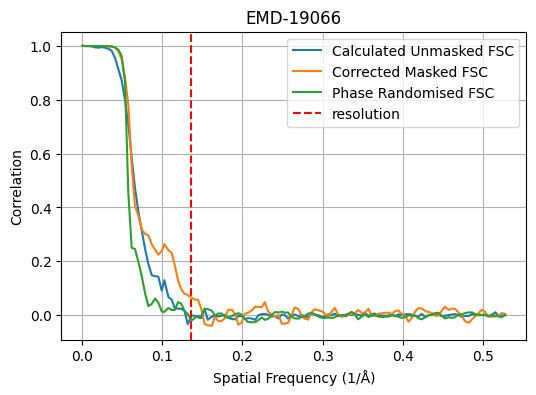 EMD-19066
Calculated Unmasked FSC
Corrected Masked FSC
Phase Randomised FSC
resolution
Correlation
1.0
0.8
0.6
0.4
0.2
0.0
0.0 0.1 0.2 0.3 0.4 0.5
Spatial Frequency (1/Å)